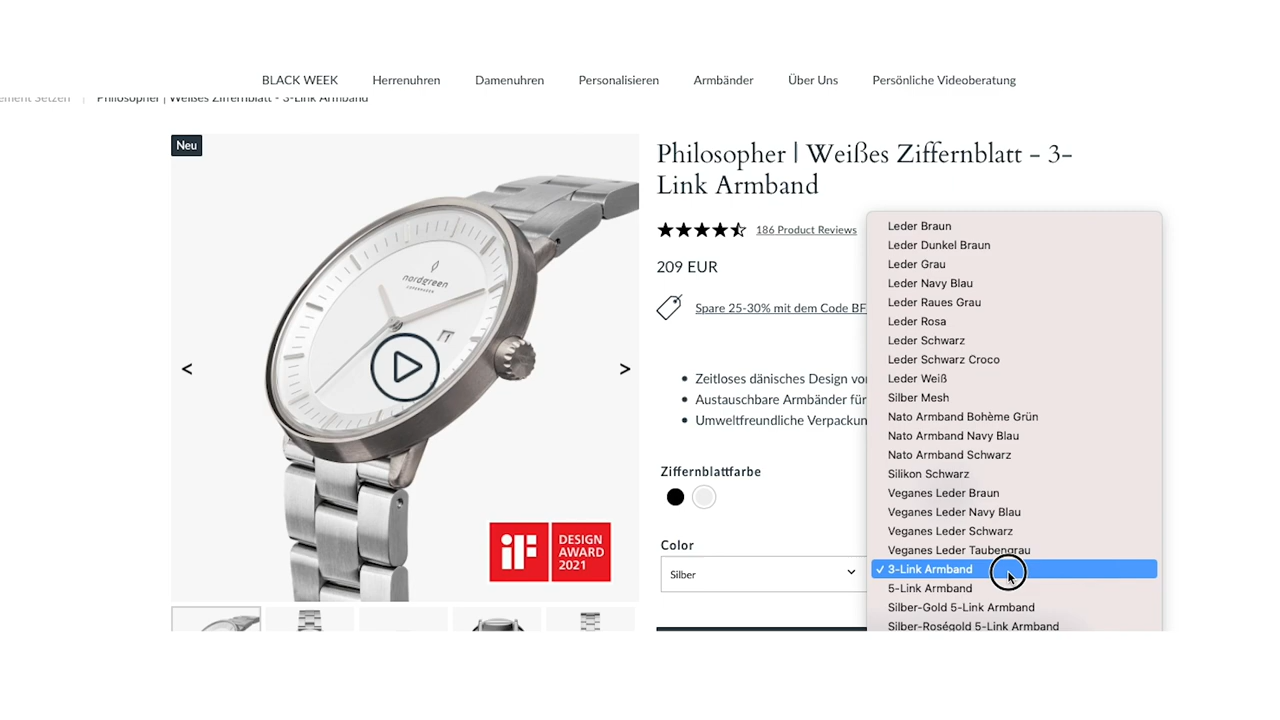 BLACK WEEK Herrenuhren Damenuhren Personalisieren Armbänder Über Uns Persönliche Videoberatung
ement Setzen | Philosopher | Weißes Ziffernblatt - 3-Link Armband
Neu
nordgreen
COPENHAGEN
iF DESIGN
AWARD
2021
Philosopher | Weißes Ziffernblatt - 3-
Link Armband
186 Product Reviews
209 EUR
Spare 25-30% mit dem Code BF
Zeitloses dänisches Design vo
Austauschbare Armbänder für
Umweltfreundliche Verpackun
Ziffernblattfarbe
Color
Silber
Leder Braun
Leder Dunkel Braun
Leder Grau
Leder Navy Blau
Leder Raues Grau
Leder Rosa
Leder Schwarz
Leder Schwarz Croco
Leder Weiß
Silber Mesh
Nato Armband Bohème Grün
Nato Armband Navy Blau
Nato Armband Schwarz
Silikon Schwarz
Veganes Leder Braun
Veganes Leder Navy Blau
Veganes Leder Schwarz
Veganes Leder Taubengrau
✓ 3-Link Armband
5-Link Armband
Silber-Gold 5-Link Armband
Silber-Roségold 5-Link Armband